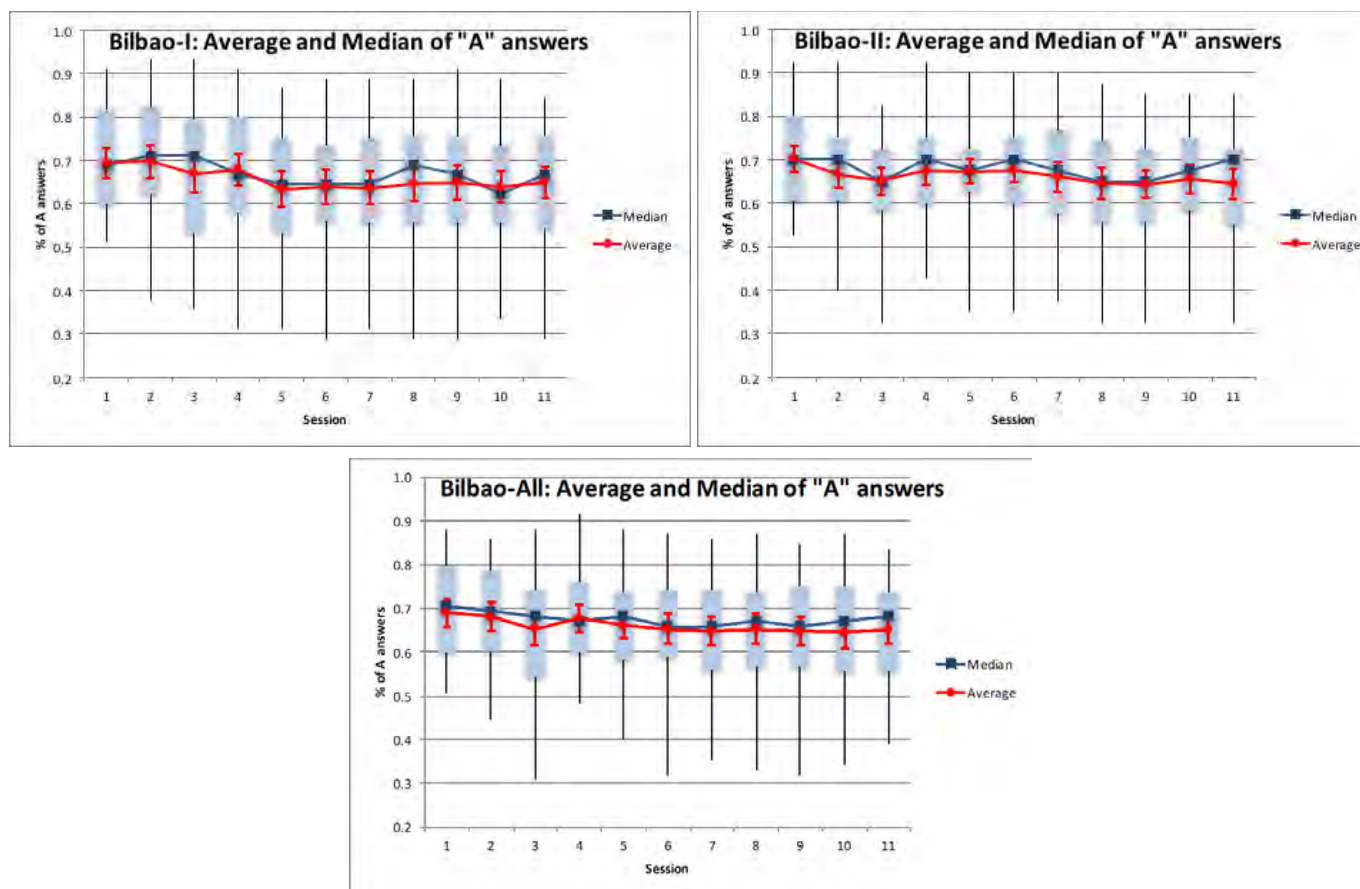 Bilbao-I: Average and Median of "A" answers
1.0
0.9
0.8
0.7
0.6
0.5
0.4
0.3
0.2
% of A answers
1 2 3 4 5 6 7 8 9 10 11
Session
Median
Average
Bilbao-II: Average and Median of "A" answers
1.0
0.9
0.8
0.7
0.6
0.5
0.4
0.3
0.2
% of A answers
1 2 3 4 5 6 7 8 9 10 11
Session
Median
Average
Bilbao-All: Average and Median of "A" answers
1.0
0.9
0.8
0.7
0.6
0.5
0.4
0.3
0.2
% of A answers
1 2 3 4 5 6 7 8 9 10 11
Session
Median
Average